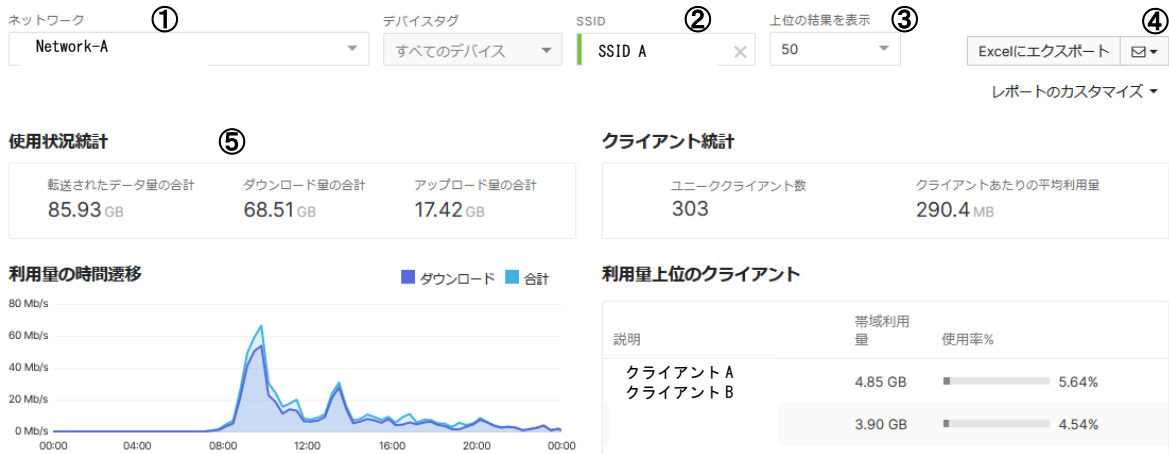 ネットワーク ① デバイスタグ SSID ② 上位の結果を表示 ③ ④
Network-A すべてのデバイス SSID A × 50 Excelにエクスポート
レポートのカスタマイズ
使用状況統計 ⑤ クライアント統計
転送されたデータ量の合計 ダウンロード量の合計 アップロード量の合計 ユニーククライアント数 クライアントあたりの平均利用量
85.93 GB 68.51 GB 17.42 GB 303 290.4 MB
利用量の時間遷移 ダウンロード 合計 利用量上位のクライアント
80 Mb/s
60 Mb/s
40 Mb/s
20 Mb/s
0 Mb/s
00:00 04:00 08:00 12:00 16:00 20:00 00:00
説明 帯域利用
量 使用率%
クライアント A
クライアント B
4.85 GB 5.64%
3.90 GB 4.54%